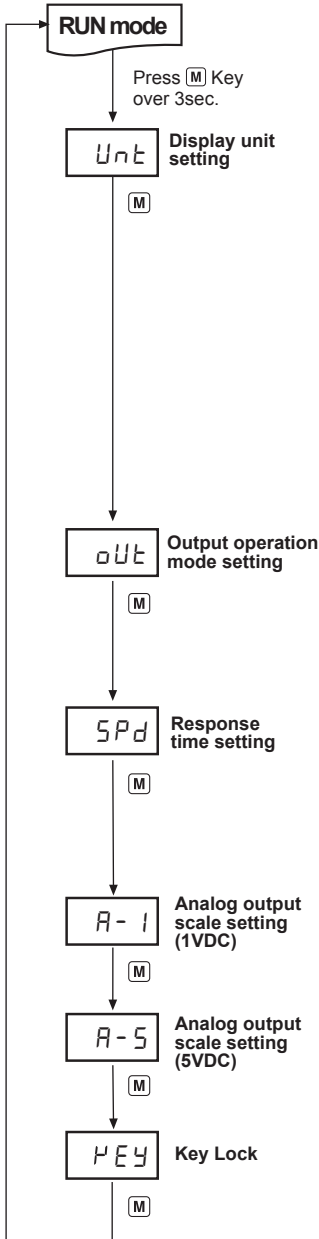 RUN mode
Press M Key
over 3sec.
Unt
Display unit
setting
M
oUt
Output operation
mode setting
M
SPd
Response
time setting
M
A-1
Analog output
scale setting
(1VDC)
M
A-5
Analog output
scale setting
(5VDC)
M
KEY
Key Lock
M